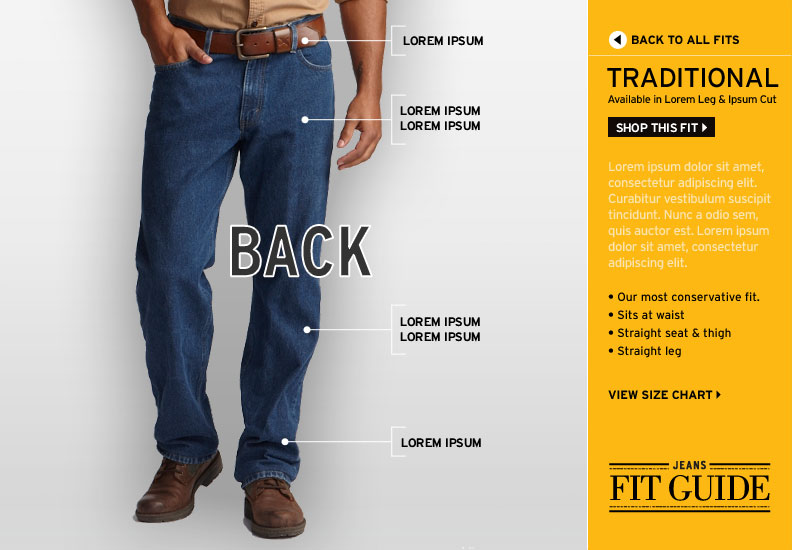 LOREM IPSUM
LOREM IPSUM
LOREM IPSUM
BACK
LOREM IPSUM
LOREM IPSUM
LOREM IPSUM
BACK TO ALL FITS
TRADITIONAL
Available in Lorem Leg & Ipsum Cut
SHOP THIS FIT
Lorem ipsum dolor sit amet,
consectetur adipiscing elit.
Curabitur vestibulum suscipit
tincidunt. Nunc a odio sem,
quis auctor est. Lorem ipsum
dolor sit amet, consectetur
adipiscing elit.
• Our most conservative fit.
• Sits at waist
• Straight seat & thigh
• Straight leg
VIEW SIZE CHART
JEANS
FIT GUIDE